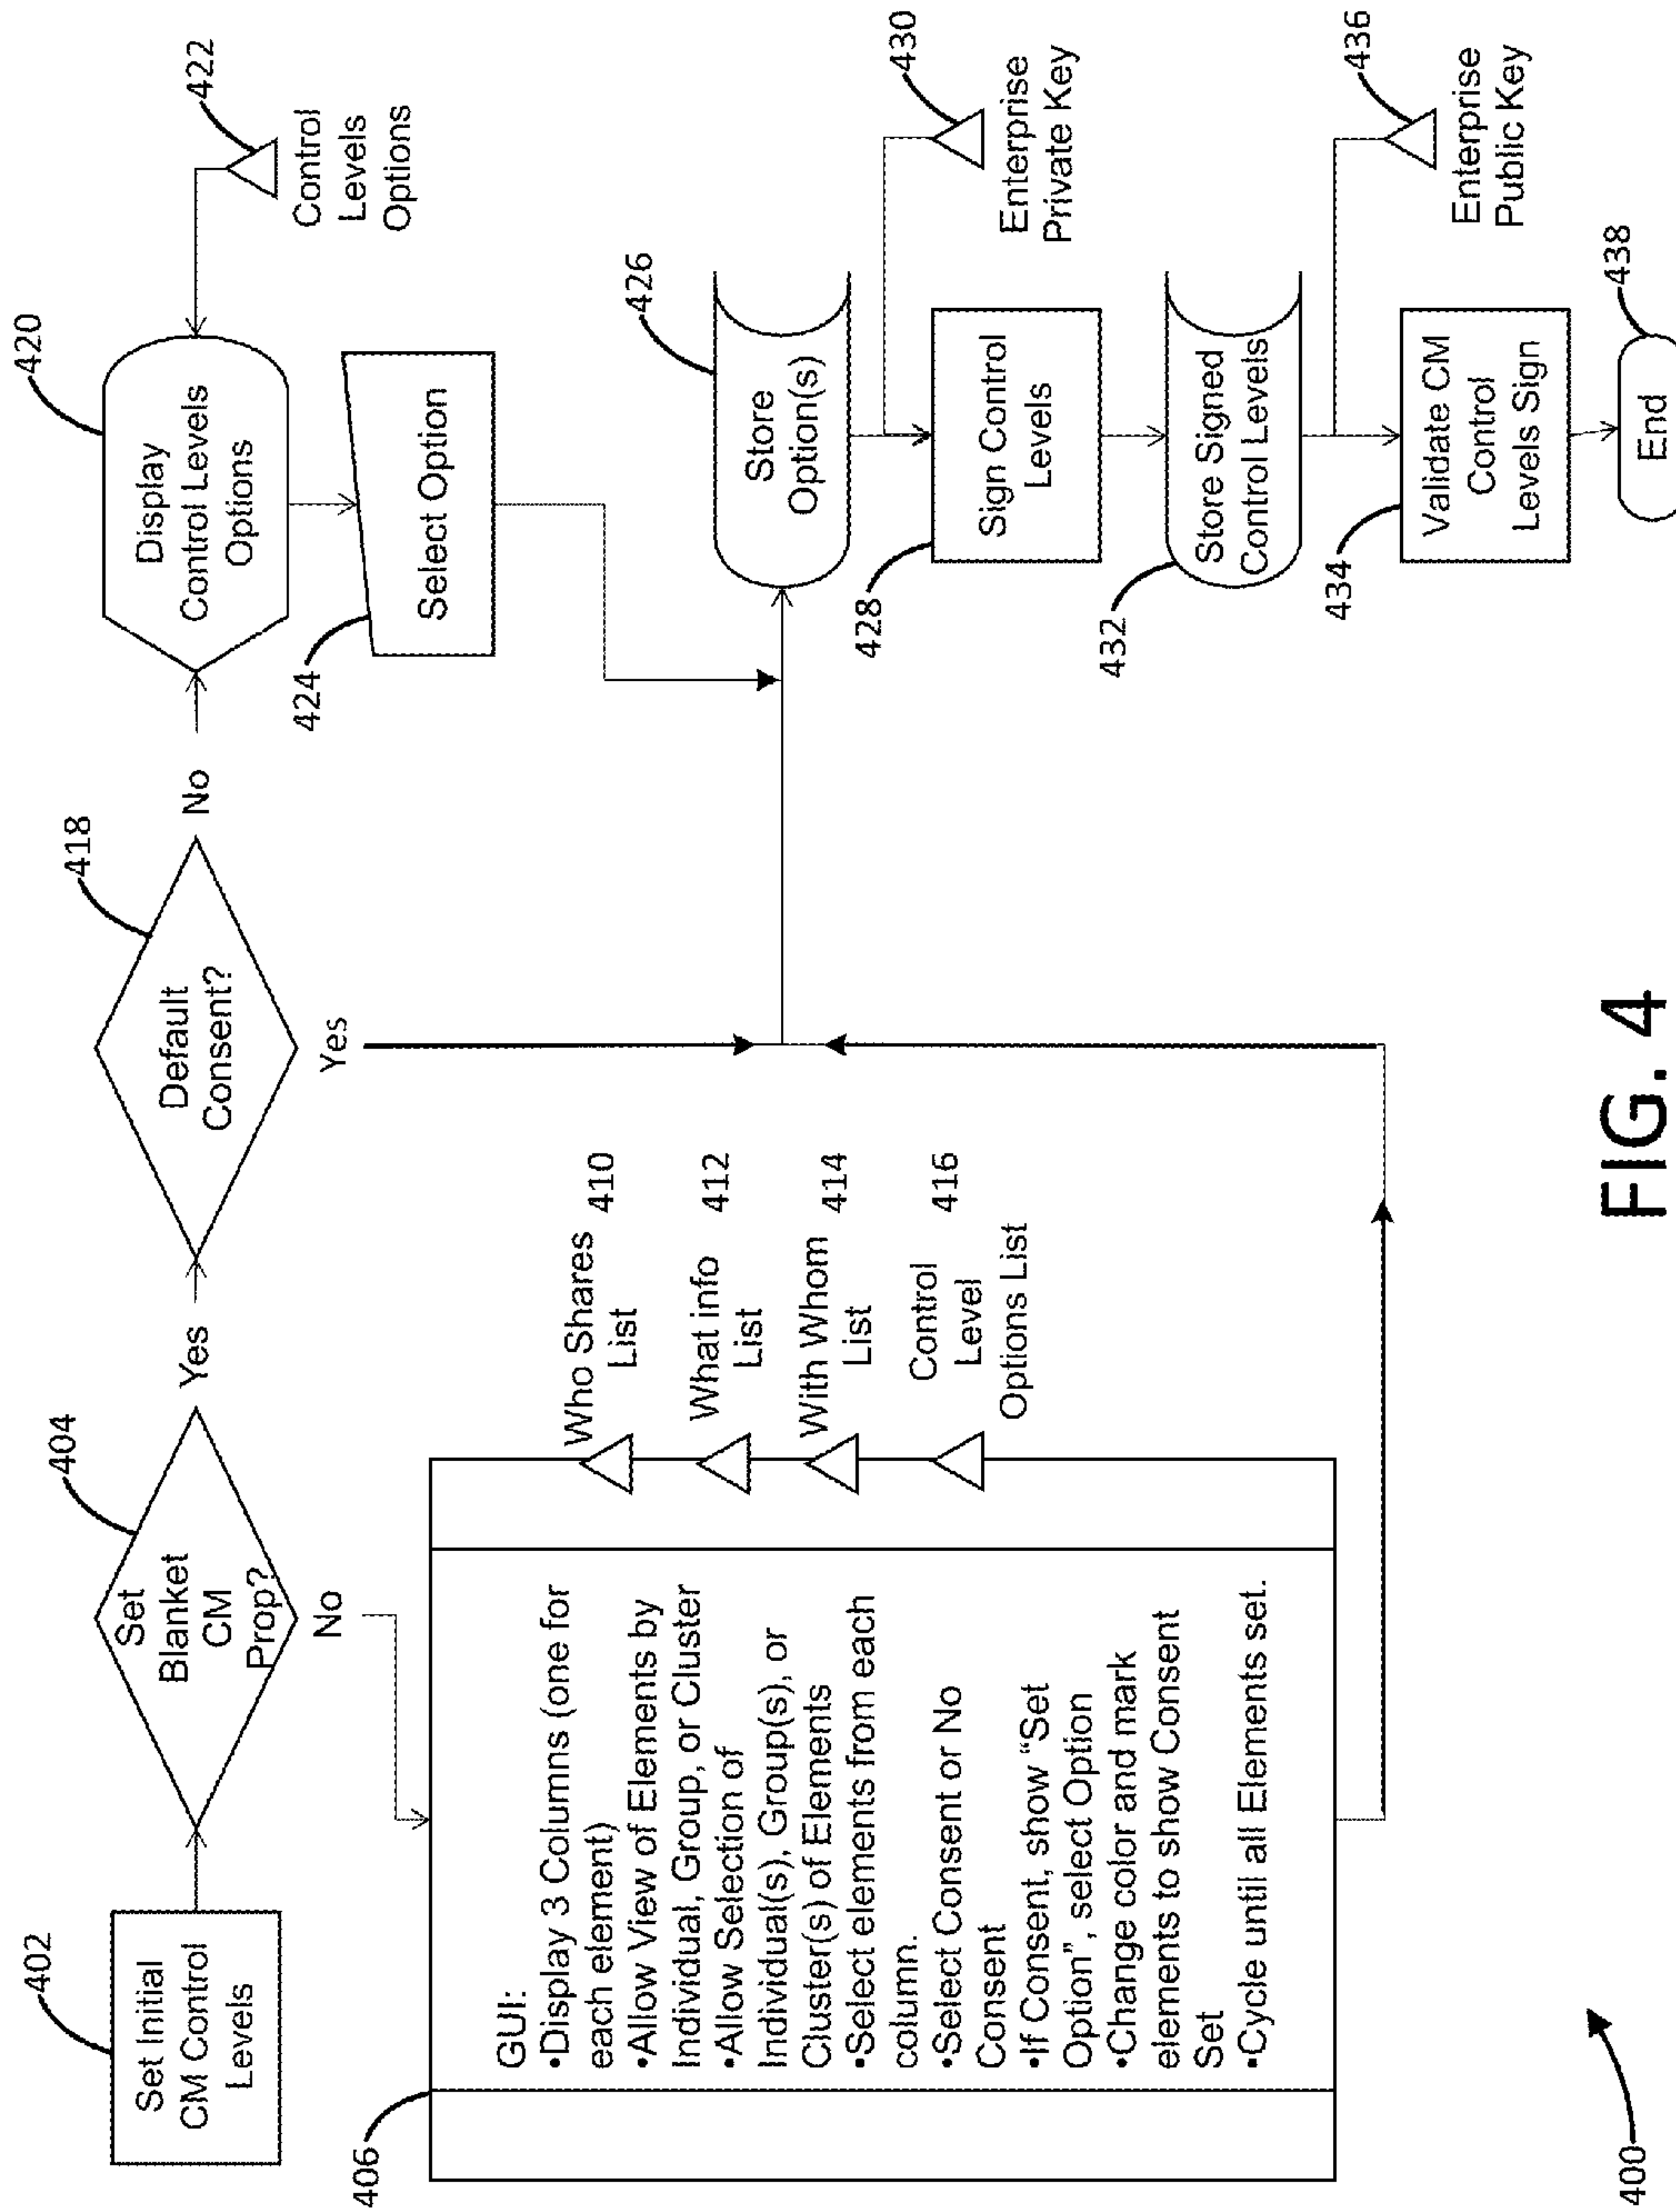 402
Set Initial
CM Control
Levels
404
Set
Blanket
CM
Prop?
Yes
No
418
Default
Consent?
No
Yes
420
Display
Control Levels
Options
422
Control
Levels
Options
424
Select Option
406
GUI:
•Display 3 Columns (one for
each element)
•Allow View of Elements by
Individual, Group, or Cluster
•Allow Selection of
Individual(s), Group(s), or
Cluster(s) of Elements
•Select elements from each
column.
•Select Consent or No
Consent
•If Consent, show “Set
Option”, select Option
•Change color and mark
elements to show Consent
Set
•Cycle until all Elements set.
Who Shares
List
410
What info
List
412
With Whom
List
414
Control
Level
Options List
416
426
Store
Option(s)
428
Sign Control
Levels
430
Enterprise
Private Key
432
Store Signed
Control Levels
434
Validate CM
Control
Levels Sign
436
Enterprise
Public Key
438
End
400
FIG. 4